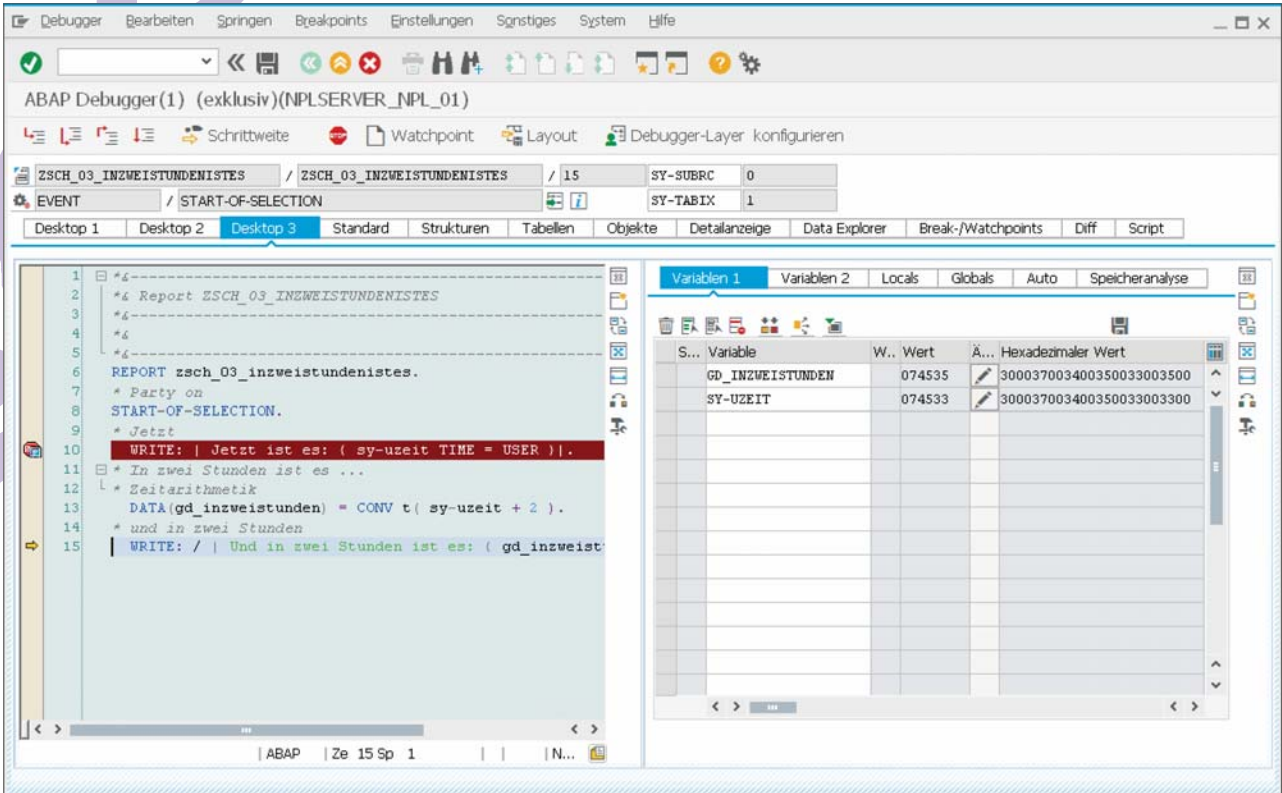 Debugger Bearbeiten Springen Breakpoints Einstellungen Sonstiges System Hilfe
ABAP Debugger(1) (exklusiv)(NPLSERVER_NPL_01)
Schrittweite STOP Watchpoint Layout Debugger-Layer konfigurieren
ZSCH_03_INZWEISTUNDENISTES / ZSCH_03_INZWEISTUNDENISTES / 15 SY-SUBRC 0
EVENT / START-OF-SELECTION SY-TABIX 1
Desktop 1 Desktop 2 Desktop 3 Standard Strukturen Tabellen Objekte Detailanzeige Data Explorer Break-/Watchpoints Diff Script
1 *&----------------------------------------------------
2 *& Report ZSCH_03_INZWEISTUNDENISTES
3 *&----------------------------------------------------
4 *&
5 *&----------------------------------------------------
6 REPORT zsch_03_inzweistundenistes.
7 * Party on
8 START-OF-SELECTION.
9 * Jetzt
10 WRITE: | Jetzt ist es: { sy-uzeit TIME = USER }|.
11 * In zwei Stunden ist es ...
12 * Zeitarithmetik
13 DATA(gd_inzweistunden) = CONV t( sy-uzeit + 2 ).
14 * und in zwei Stunden
15 WRITE: / | Und in zwei Stunden ist es: { gd_inzweist
ABAP Ze 15 Sp 1 N...
Variablen 1 Variablen 2 Locals Globals Auto Speicheranalyse
S... Variable W.. Wert Ä... Hexadezimaler Wert
GD_INZWEISTUNDEN 074535 300037003400350033003500
SY-UZEIT 074533 300037003400350033003300